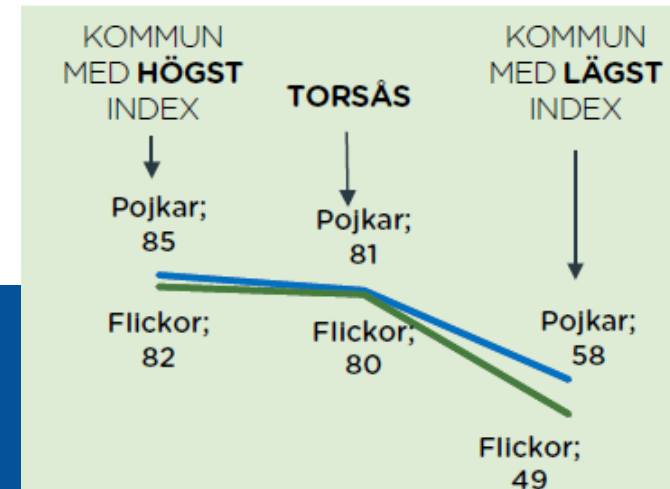 KOMMUN
MED HÖGST
INDEX
TORSÅS
KOMMUN
MED LÄGST
INDEX
Pojkar;
85
Pojkar;
81
Pojkar;
58
Flickor;
82
Flickor;
80
Flickor;
49